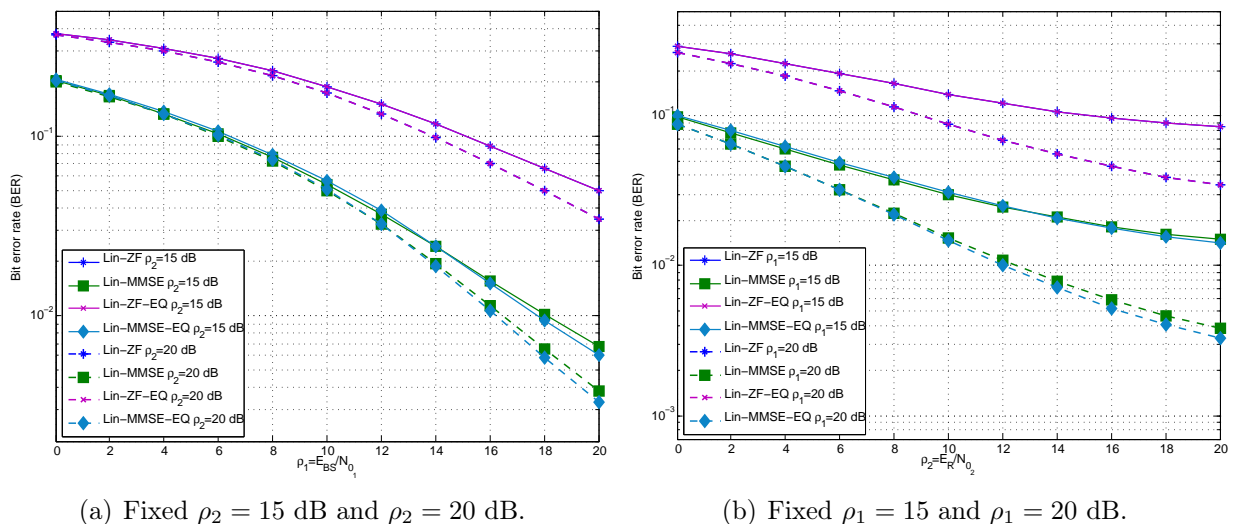 Bit error rate (BER)
10⁻¹
10⁻²
Lin−ZF ρ₂=15 dB
Lin−MMSE ρ₂=15 dB
Lin−ZF−EQ ρ₂=15 dB
Lin−MMSE−EQ ρ₂=15 dB
Lin−ZF ρ₂=20 dB
Lin−MMSE ρ₂=20 dB
Lin−ZF−EQ ρ₂=20 dB
Lin−MMSE−EQ ρ₂=20 dB
0 2 4 6 8 10 12 14 16 18 20
ρ₁=E_BS/N_0₁
(a) Fixed ρ₂ = 15 dB and ρ₂ = 20 dB.
Bit error rate (BER)
10⁻¹
10⁻²
10⁻³
Lin−ZF ρ₁=15 dB
Lin−MMSE ρ₁=15 dB
Lin−ZF−EQ ρ₁=15 dB
Lin−MMSE−EQ ρ₁=15 dB
Lin−ZF ρ₁=20 dB
Lin−MMSE ρ₁=20 dB
Lin−ZF−EQ ρ₁=20 dB
Lin−MMSE−EQ ρ₁=20 dB
0 2 4 6 8 10 12 14 16 18 20
ρ₂=E_R/N_0₂
(b) Fixed ρ₁ = 15 and ρ₁ = 20 dB.